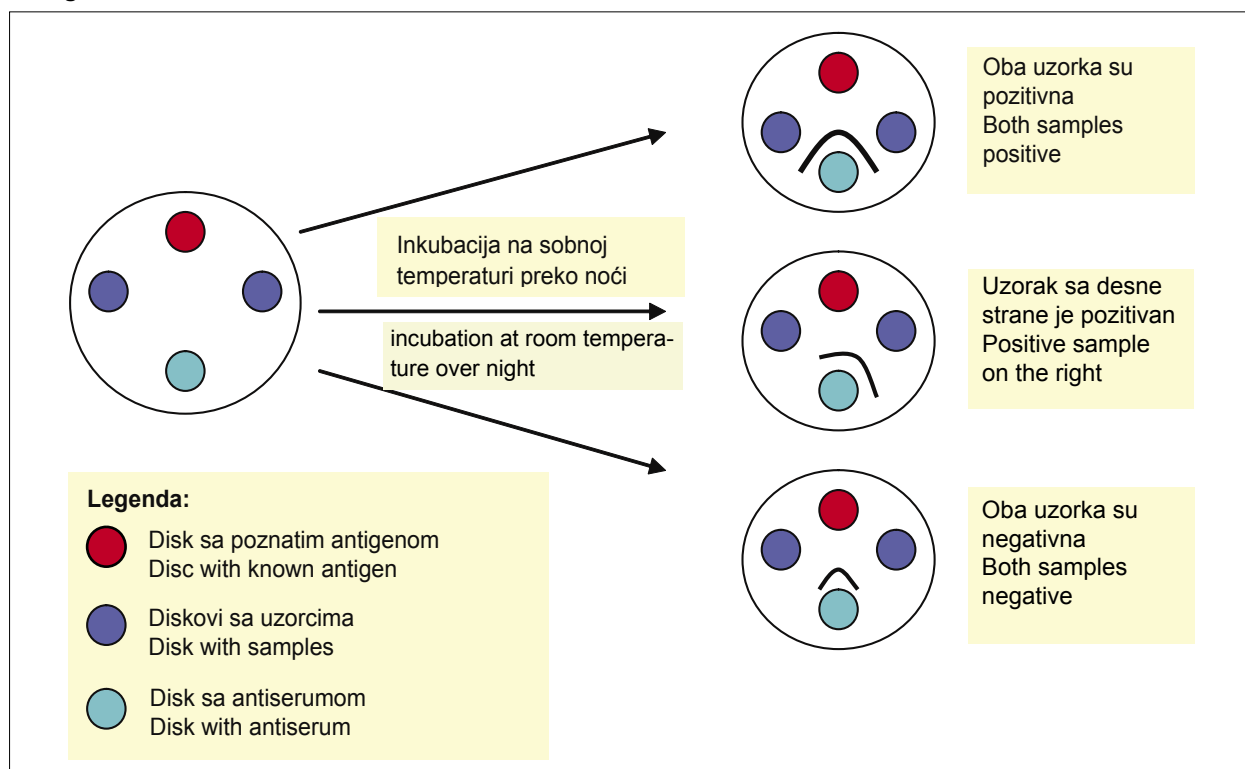 Oba uzorka su
pozitivna
Both samples
positive
Inkubacija na sobnoj
temperaturi preko noći
incubation at room tempera-
ture over night
Uzorak sa desne
strane je pozitivan
Positive sample
on the right
Oba uzorka su
negativna
Both samples
negative
Legenda:
Disk sa poznatim antigenom
Disc with known antigen
Diskovi sa uzorcima
Disk with samples
Disk sa antiserumom
Disk with antiserum